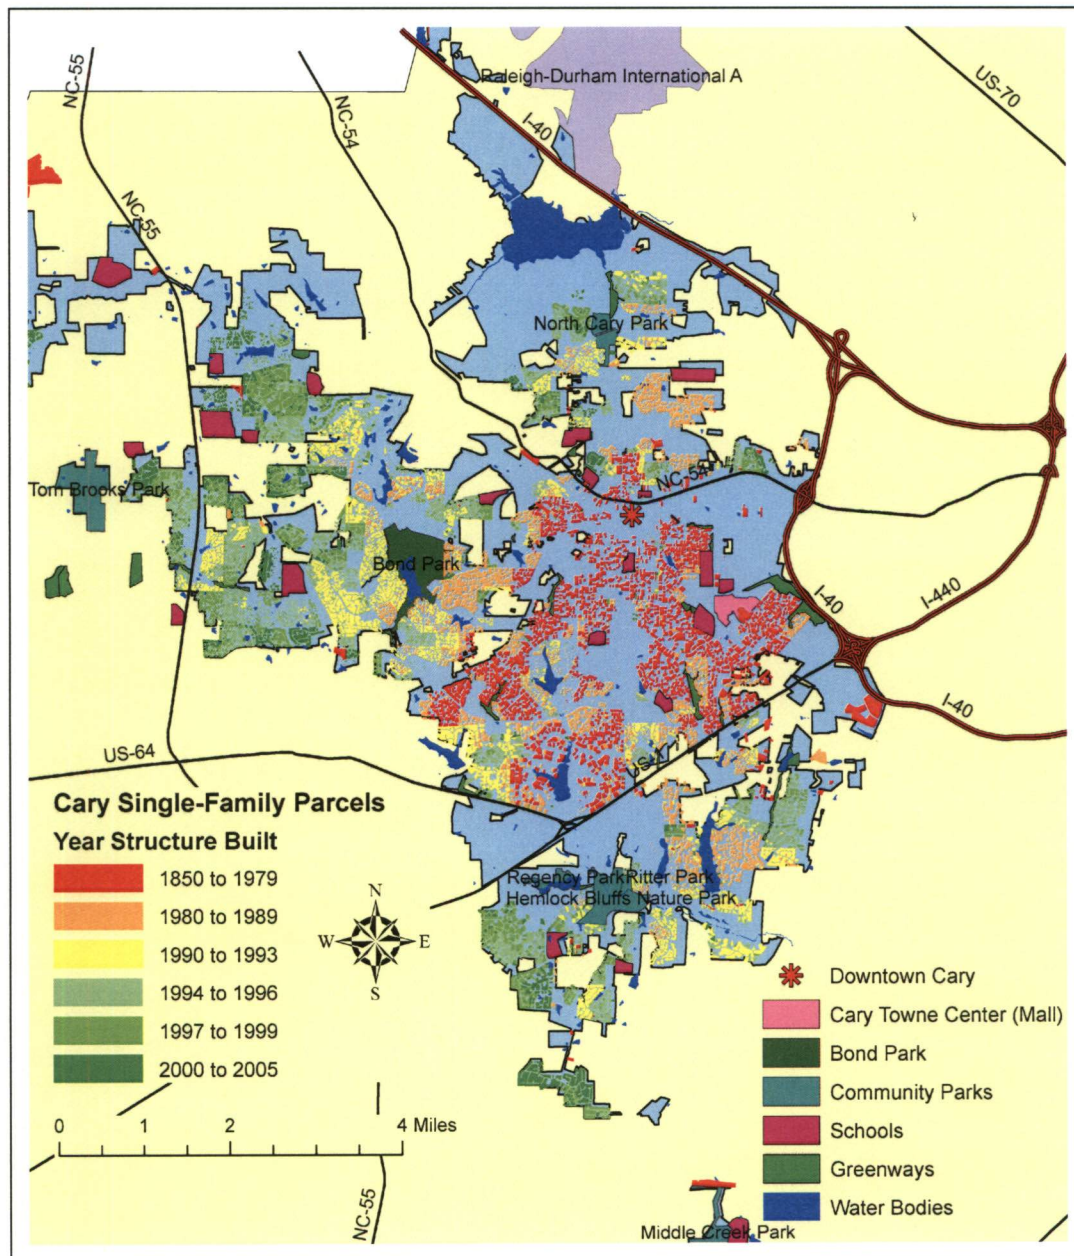 NC-55
NC-54
Raleigh-Durham International A
US-70
I-40
NC-55
North Cary Park
NC-54
Tom Brooks Park
Bond Park
I-40
I-440
I-40
US-64
US-1
Cary Single-Family Parcels
Year Structure Built
1850 to 1979
1980 to 1989
1990 to 1993
1994 to 1996
1997 to 1999
2000 to 2005
N
W E
S
Regency ParkRitter Park
Hemlock Bluffs Nature Park
Downtown Cary
Cary Towne Center (Mall)
Bond Park
Community Parks
Schools
Greenways
Water Bodies
0 2 4 Miles
NC-55
Middle Creek Park